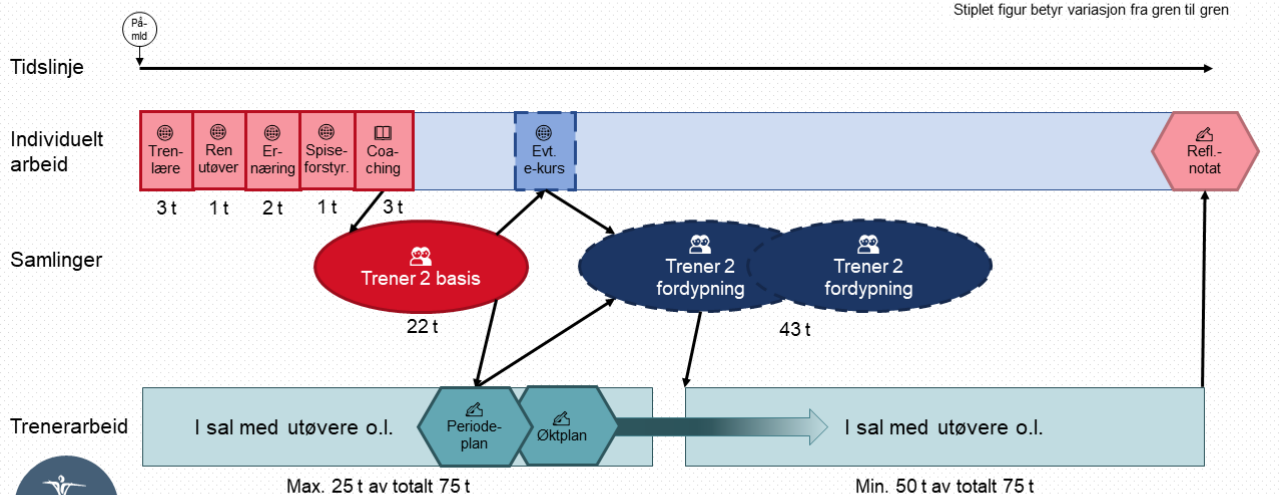 Stiplet figur betyr variasjon fra gren til gren
På-
mld
Tidslinje
Individuelt
arbeid
Tren-
lære
Ren
utøver
Er-
næring
Spise-
forstyr.
Coa-
ching
Evt.
e-kurs
Refl.-
notat
3 t
1 t
2 t
1 t
3 t
Samlinger
Trener 2 basis
Trener 2
fordypning
Trener 2
fordypning
22 t
43 t
Trenerarbeid
I sal med utøvere o.l.
Periode-
plan
Øktplan
I sal med utøvere o.l.
Max. 25 t av totalt 75 t
Min. 50 t av totalt 75 t